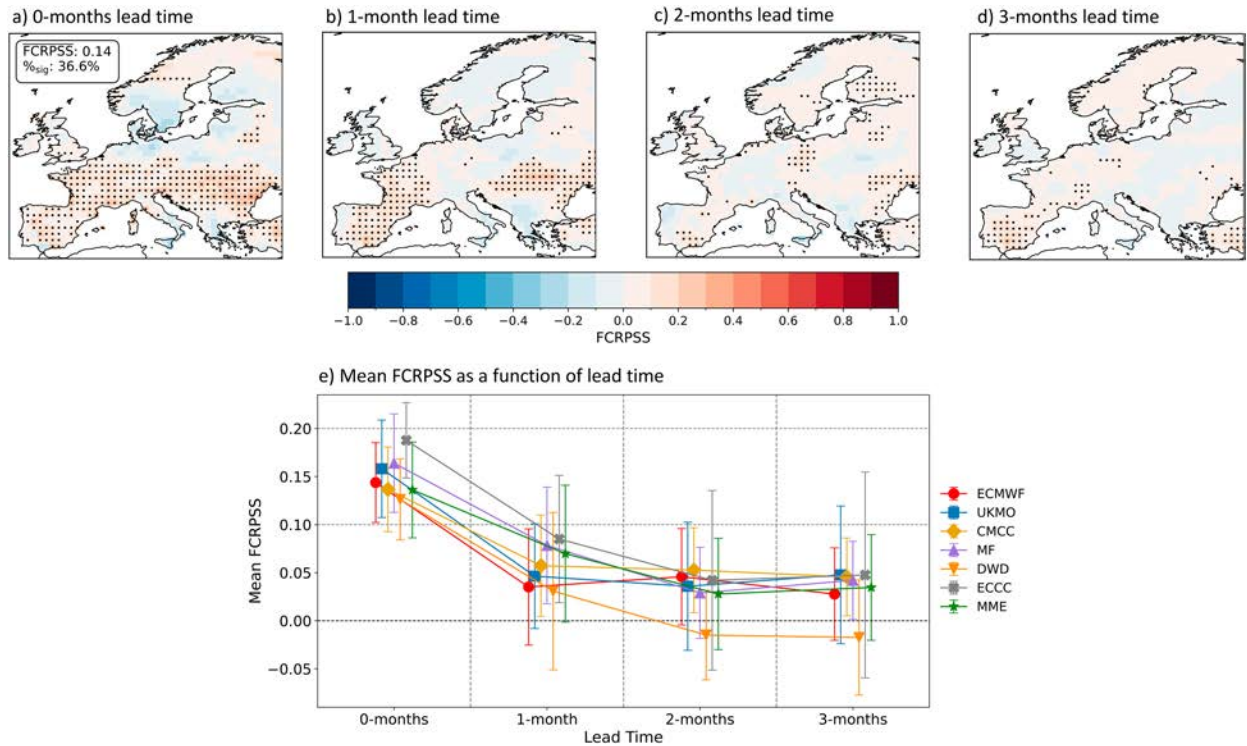 a) 0-months lead time
b) 1-month lead time
c) 2-months lead time
d) 3-months lead time
FCRPSS: 0.14
%sig: 36.6%
−1.0 −0.8 −0.6 −0.4 −0.2 0.0 0.2 0.4 0.6 0.8 1.0
FCRPSS
e) Mean FCRPSS as a function of lead time
Mean FCRPSS
0.20
0.15
0.10
0.05
0.00
−0.05
0-months 1-month 2-months 3-months
Lead Time
ECMWF
UKMO
CMCC
MF
DWD
ECCC
MME